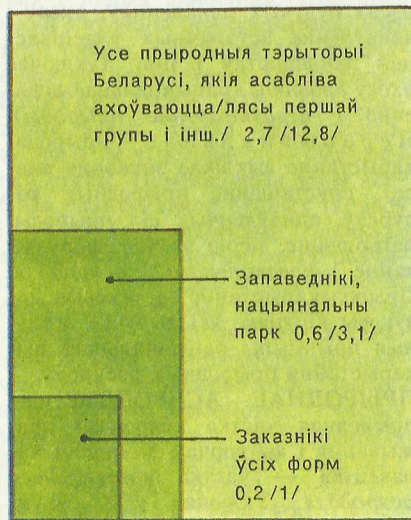 Усе прыродныя тэрыторыі
Беларусі, якія асабліва
ахоўваюцца/лясы першай
групы і інш./ 2,7 /12,8/
Запаведнікі,
нацыянальны
парк 0,6 /3,1/
Заказнікі
ўсіх форм
0,2 /1/